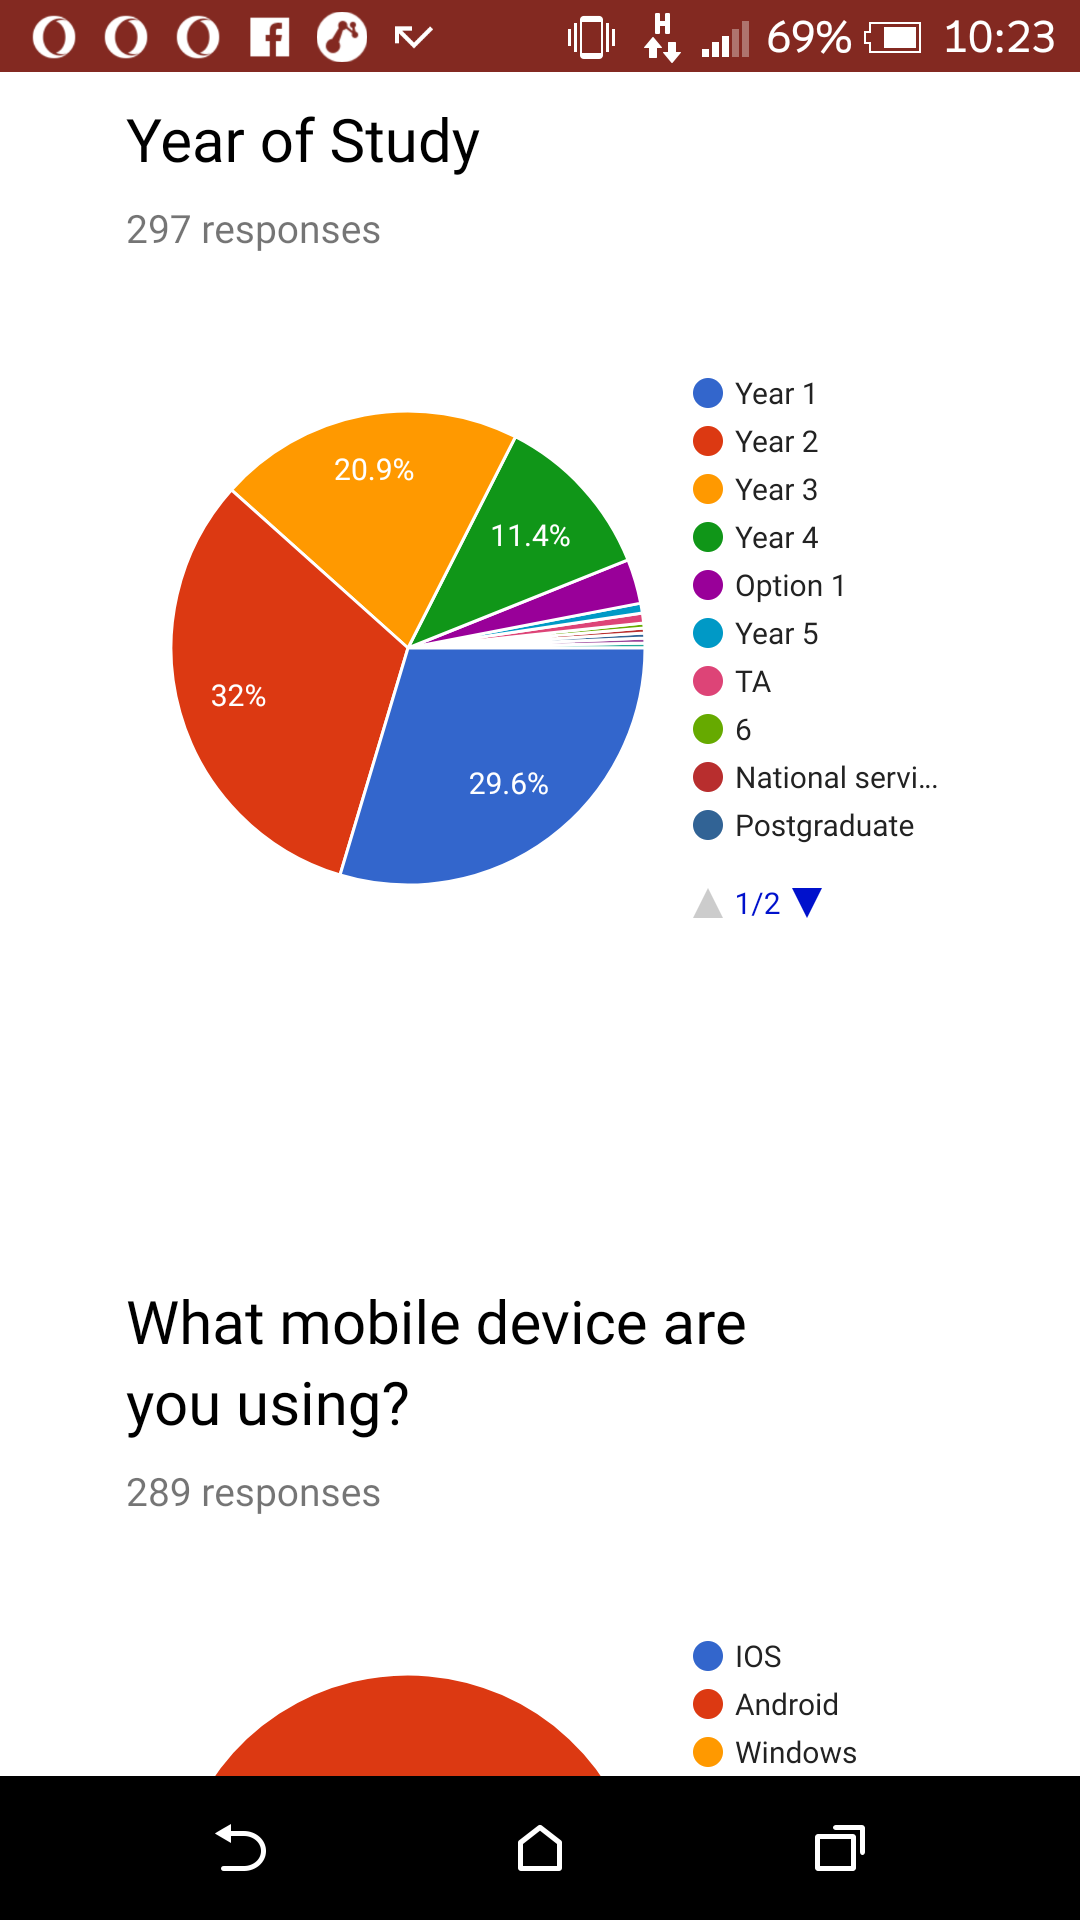 69% 10:23
Year of Study
297 responses
20.9%
11.4%
32%
29.6%
Year 1
Year 2
Year 3
Year 4
Option 1
Year 5
TA
6
National servi...
Postgraduate
1/2
What mobile device are
you using?
289 responses
IOS
Android
Windows